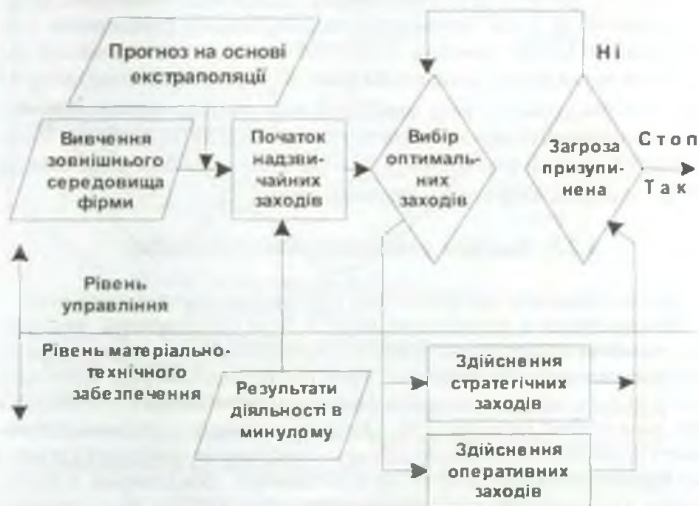 Прогноз на основі
екстраполяції
Вивчення
зовнішнього
середовища
фірми
Початок
надзви-
чайних
заходів
Вибір
оптималь-
них
заходів
Ні
Загроза
призупи-
нена
Стоп
Так
Рівень
управління
Рівень матеріально-
технічного
забезпечення
Результати
діяльності в
минулому
Здійснення
стратегічних
заходів
Здійснення
оперативних
заходів